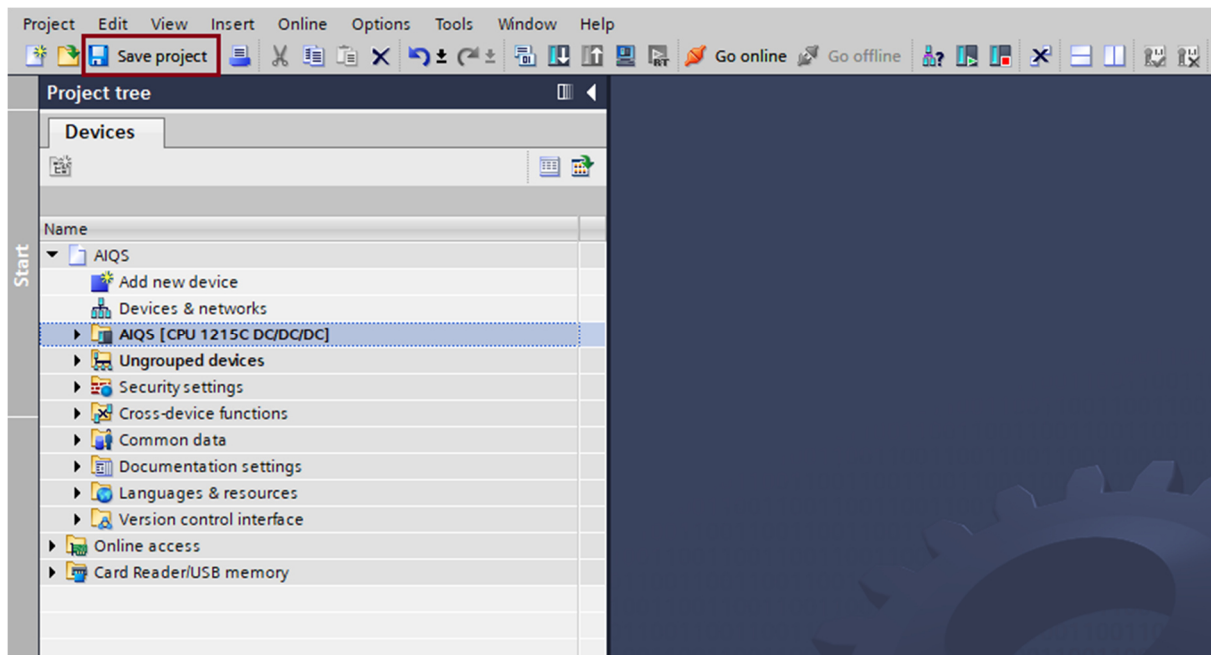 Project Edit View Insert Online Options Tools Window Help
Save project Go online Go offline
Project tree
Devices
Name
Start
AIQS
Add new device
Devices & networks
AIQS [CPU 1215C DC/DC/DC]
Ungrouped devices
Security settings
Cross-device functions
Common data
Documentation settings
Languages & resources
Version control interface
Online access
Card Reader/USB memory